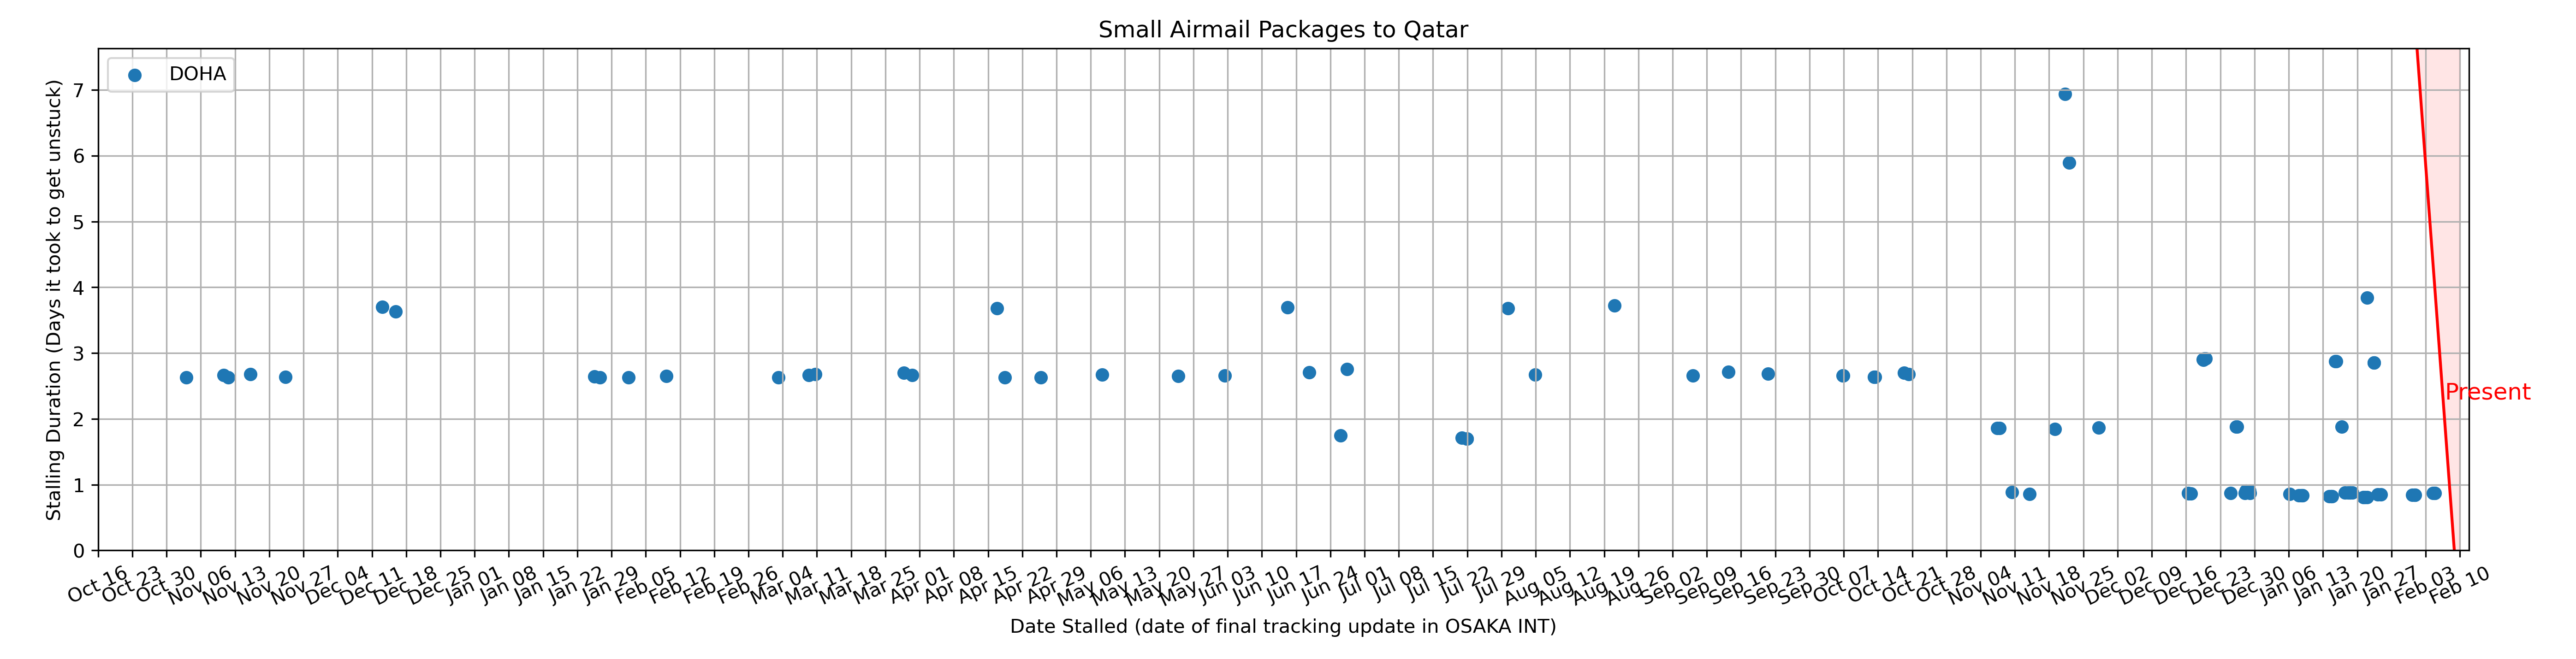 Small Airmail Packages to Qatar
DOHA
Stalling Duration (Days it took to get unstuck)
7
6
5
4
3
2
1
0
Present
Oct 16
Oct 23
Oct 30
Nov 06
Nov 13
Nov 20
Nov 27
Dec 04
Dec 11
Dec 18
Dec 25
Jan 01
Jan 08
Jan 15
Jan 22
Jan 29
Feb 05
Feb 12
Feb 19
Feb 26
Mar 04
Mar 11
Mar 18
Mar 25
Apr 01
Apr 08
Apr 15
Apr 22
Apr 29
May 06
May 13
May 20
May 27
Jun 03
Jun 10
Jun 17
Jun 24
Jul 01
Jul 08
Jul 15
Jul 22
Jul 29
Aug 05
Aug 12
Aug 19
Aug 26
Sep 02
Sep 09
Sep 16
Sep 23
Sep 30
Oct 07
Oct 14
Oct 21
Oct 28
Nov 04
Nov 11
Nov 18
Nov 25
Dec 02
Dec 09
Dec 16
Dec 23
Dec 30
Jan 06
Jan 13
Jan 20
Jan 27
Feb 03
Feb 10
Date Stalled (date of final tracking update in OSAKA INT)